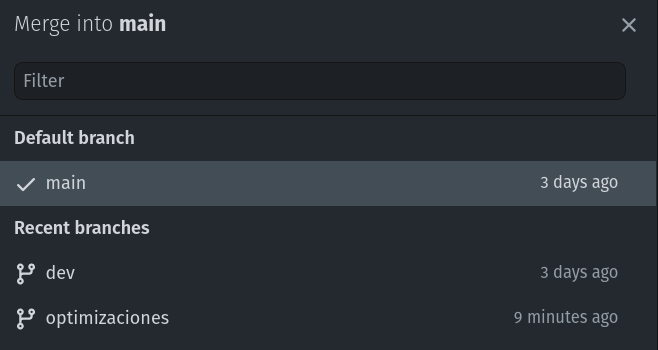 Merge into main
Filter
Default branch
main 3 days ago
Recent branches
dev 3 days ago
optimizaciones 9 minutes ago